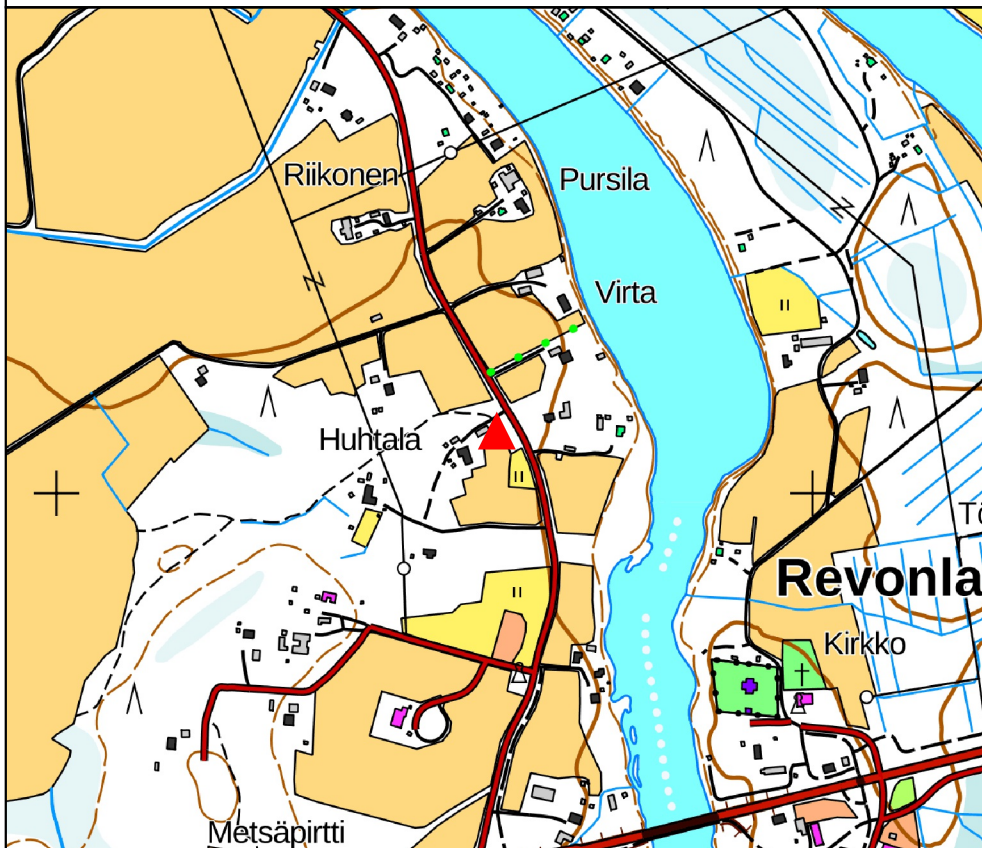 Riikonen
Pursila
Virta
Huhtala
Revonla
Kirkko
Metsäpirtti